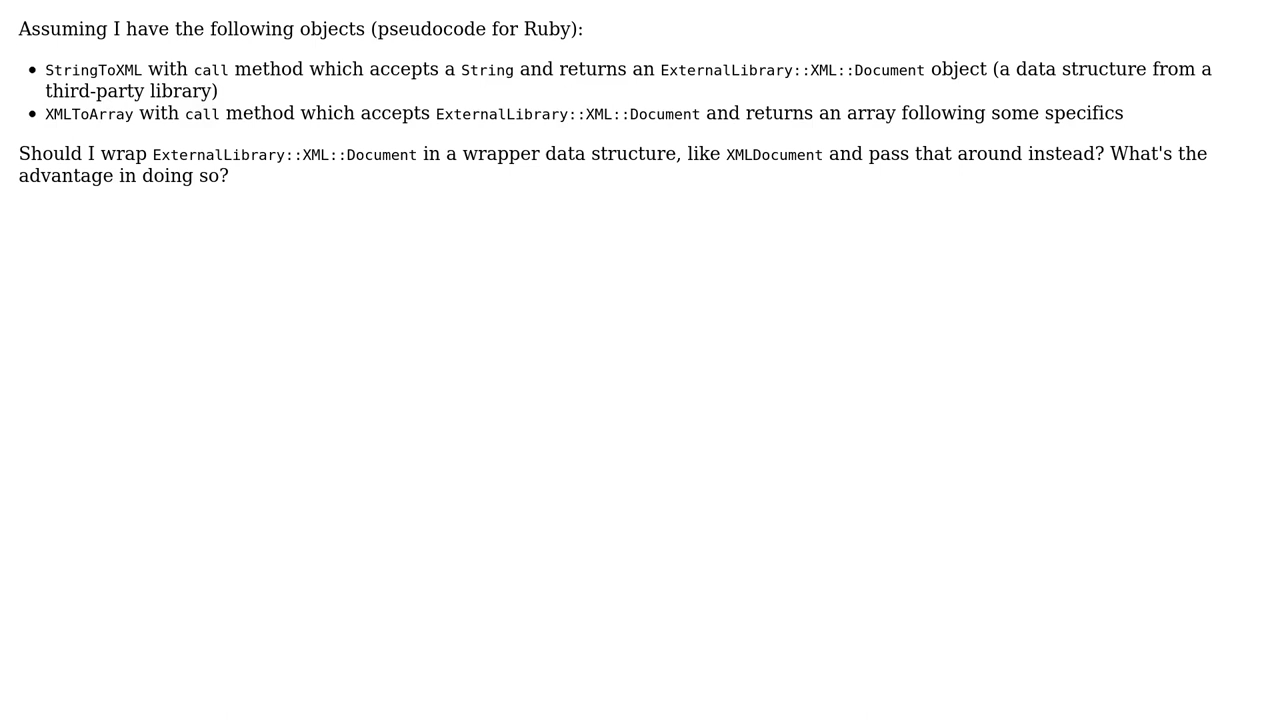 Assuming I have the following objects (pseudocode for Ruby):
• StringToXML with call method which accepts a String and returns an ExternalLibrary::XML::Document object (a data structure from a
third-party library)
• XMLToArray with call method which accepts ExternalLibrary::XML::Document and returns an array following some specifics
Should I wrap ExternalLibrary::XML::Document in a wrapper data structure, like XMLDocument and pass that around instead? What's the
advantage in doing so?